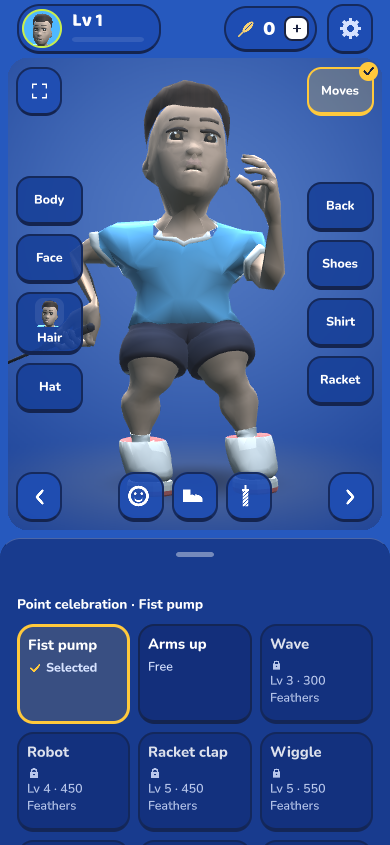 Lv 1
0
+
Moves
Body
Back
Face
Shoes
Hair
Shirt
Hat
Racket
Point celebration · Fist pump
Fist pump
Selected
Arms up
Free
Wave
Lv 3 · 300
Feathers
Robot
Lv 4 · 450
Feathers
Racket clap
Lv 5 · 450
Feathers
Wiggle
Lv 5 · 550
Feathers